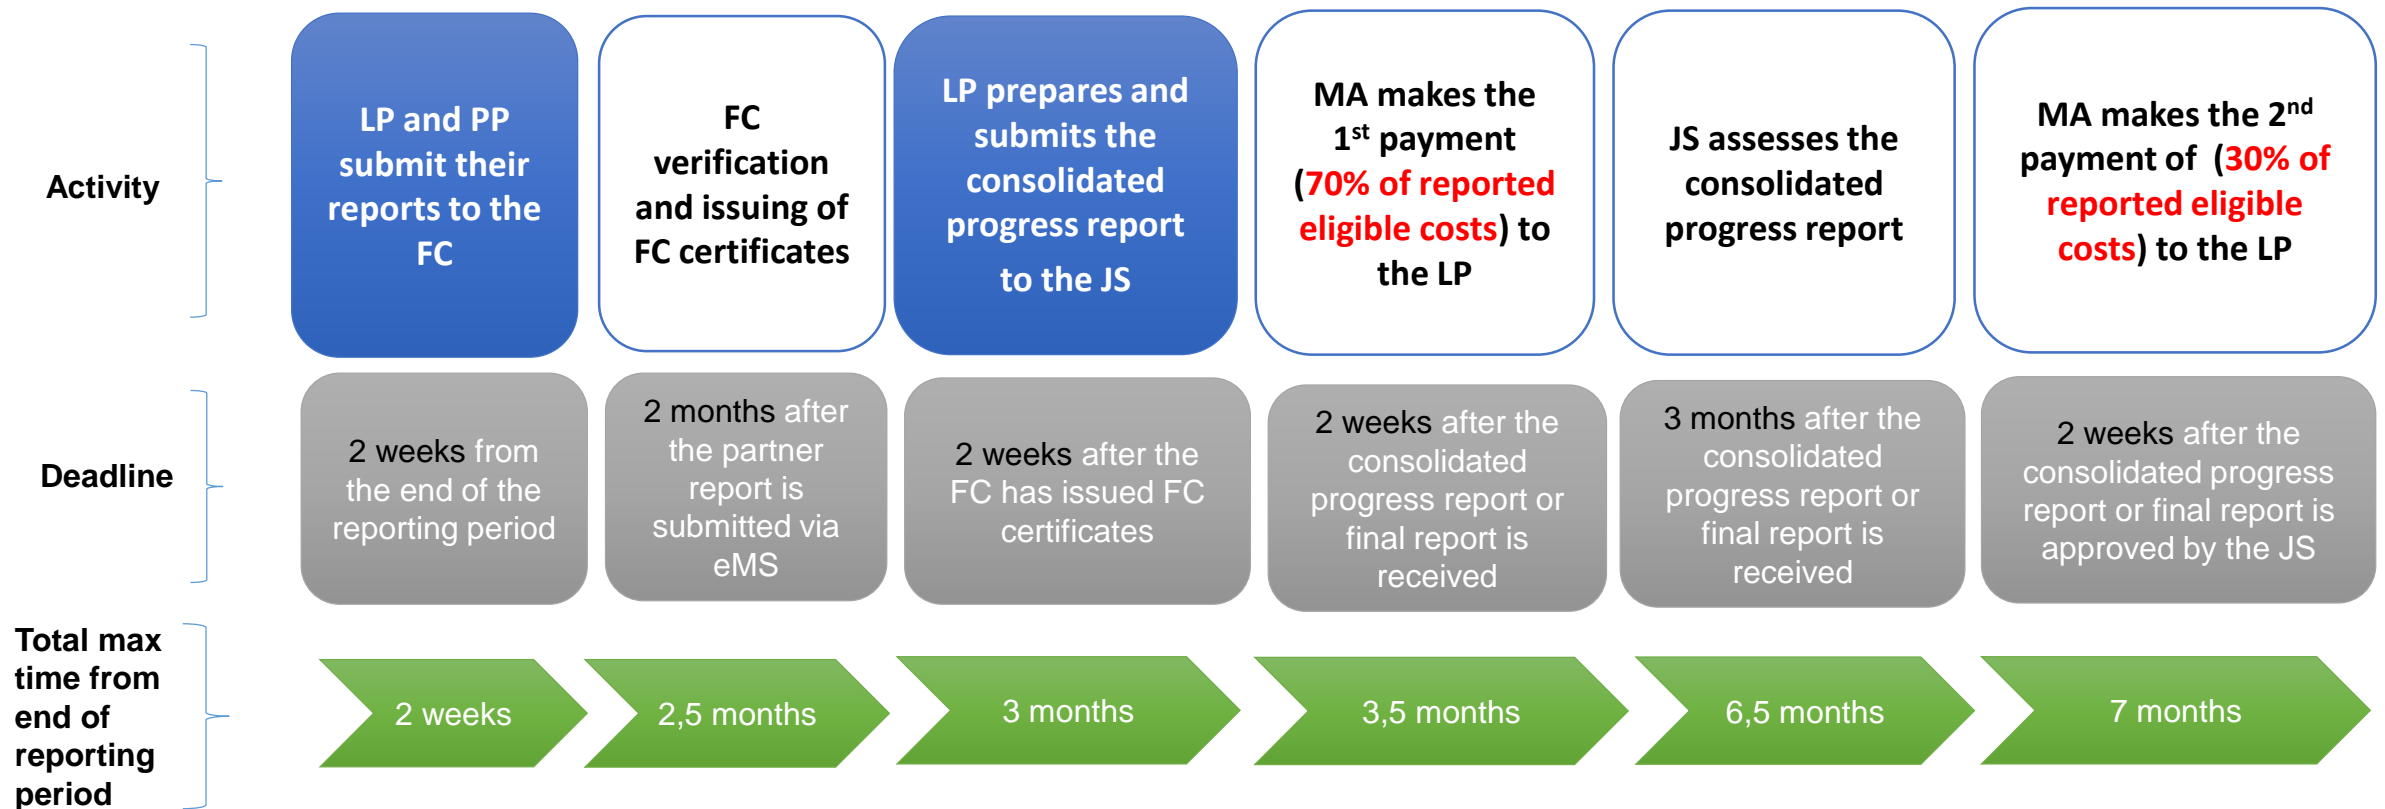 Activity
LP and PP
submit their
reports to the
FC
FC
verification
and issuing of
FC certificates
LP prepares and
submits the
consolidated
progress report
to the JS
MA makes the
1st payment
(70% of reported
eligible costs) to
the LP
JS assesses the
consolidated
progress report
MA makes the 2nd
payment of (30% of
reported eligible
costs) to the LP
Deadline
2 weeks from
the end of the
reporting period
2 months after
the partner
report is
submitted via
eMS
2 weeks after the
FC has issued FC
certificates
2 weeks after the
consolidated
progress report or
final report is
received
3 months after the
consolidated
progress report or
final report is
received
2 weeks after the
consolidated progress
report or final report is
approved by the JS
Total max
time from
end of
reporting
period
2 weeks
2,5 months
3 months
3,5 months
6,5 months
7 months